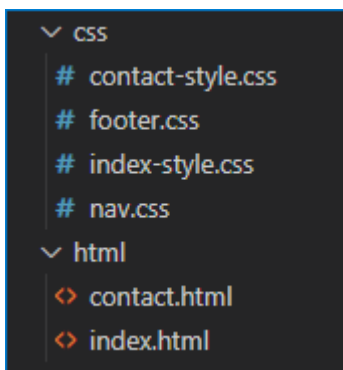 css
# contact-style.css
# footer.css
# index-style.css
# nav.css
html
<> contact.html
<> index.html